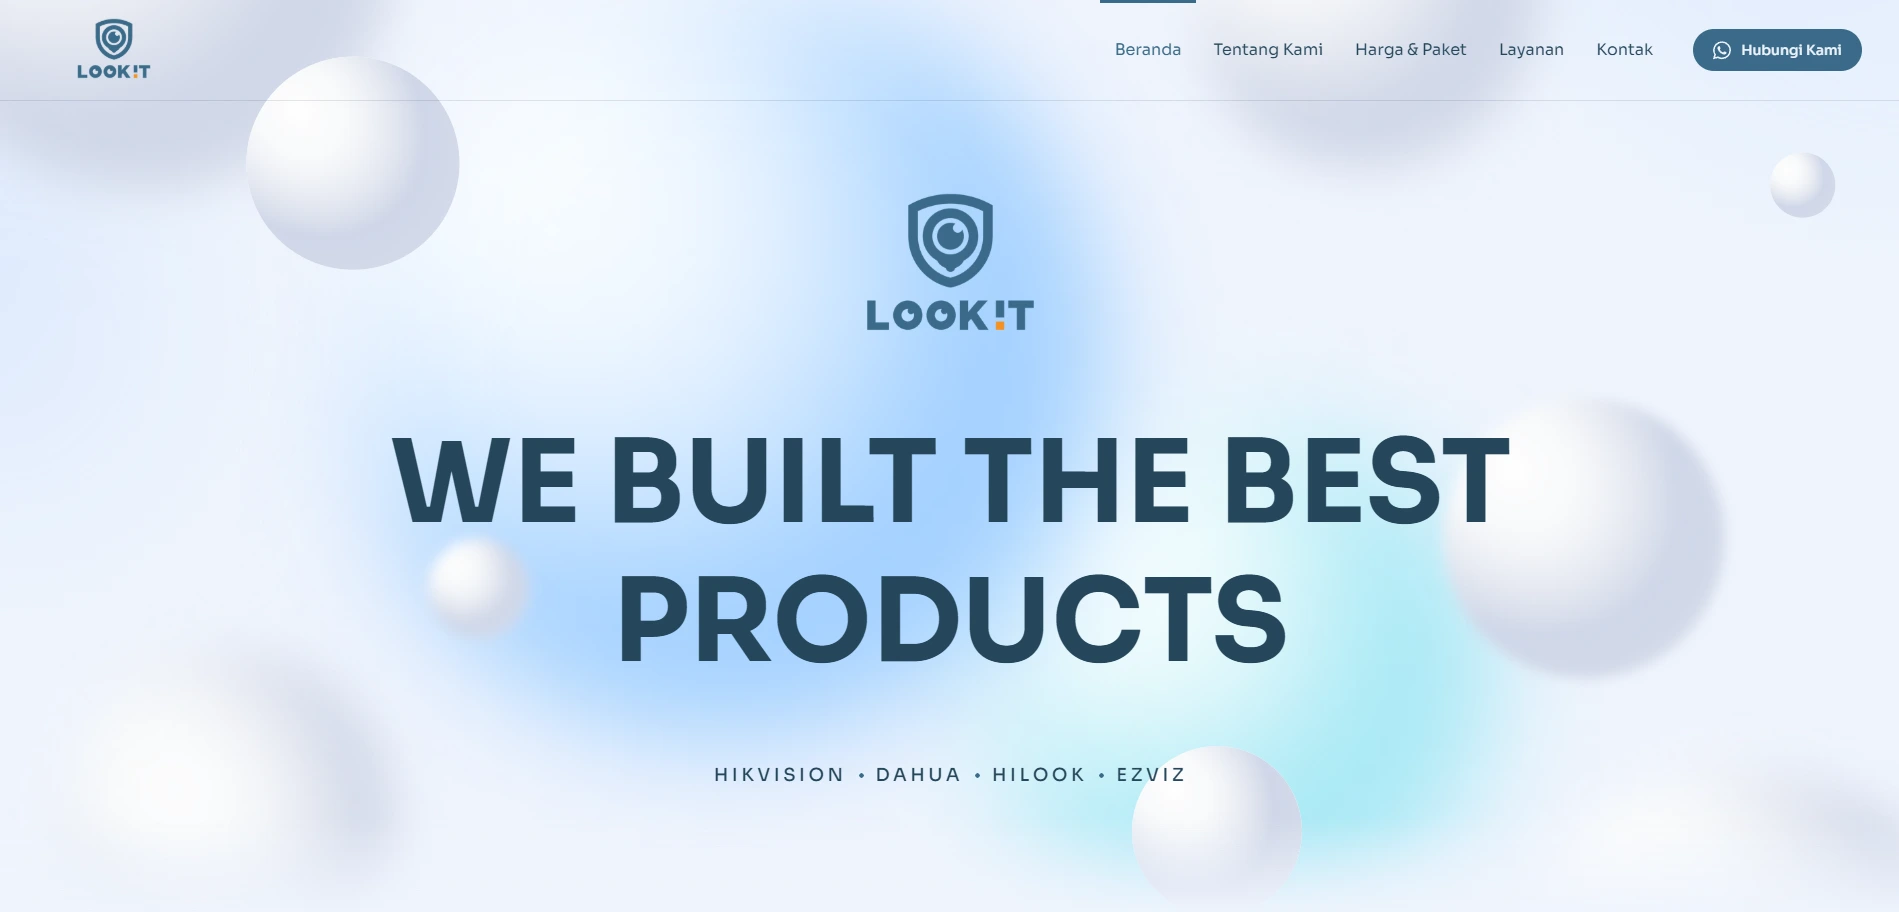 LOOK!T
Beranda Tentang Kami Harga & Paket Layanan Kontak Hubungi Kami
LOOK!T
WE BUILT THE BEST
PRODUCTS
HIKVISION • DAHUA • HILOOK • EZVIZ